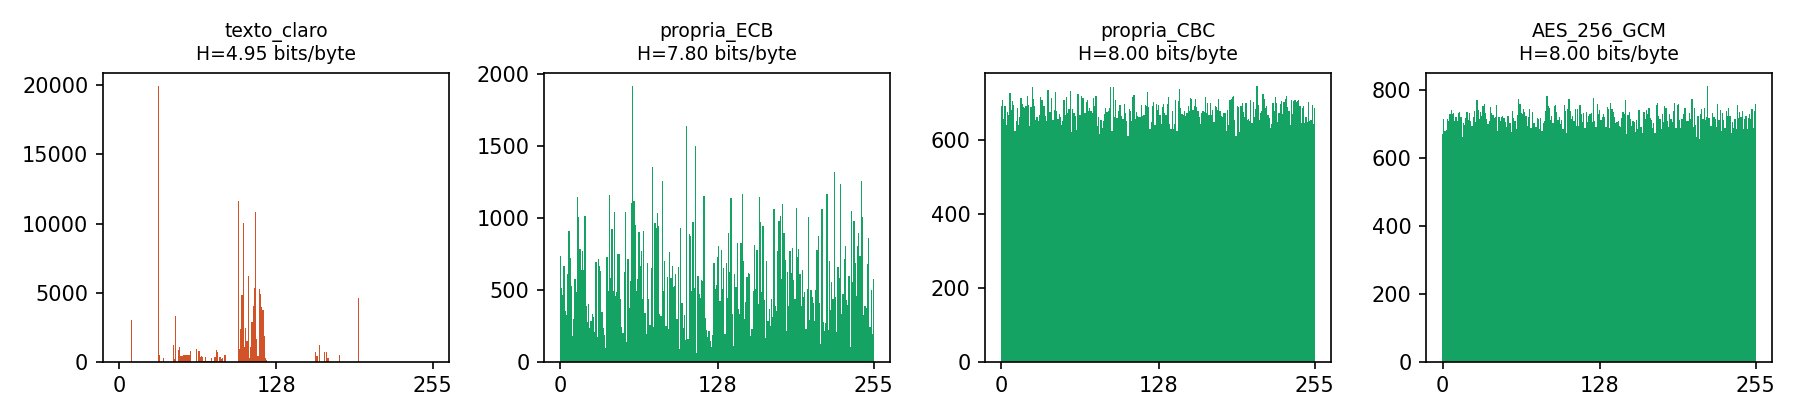 texto_claro
H=4.95 bits/byte
20000
15000
10000
5000
0
0 128 255
propria_ECB
H=7.80 bits/byte
2000
1500
1000
500
0
0 128 255
propria_CBC
H=8.00 bits/byte
600
400
200
0
0 128 255
AES_256_GCM
H=8.00 bits/byte
800
600
400
200
0
0 128 255